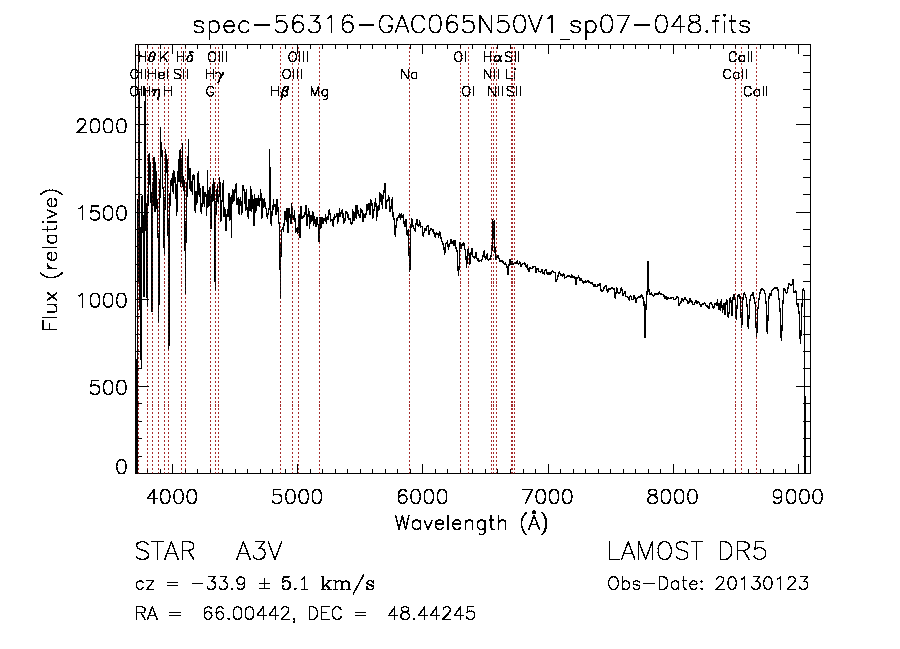 spec-56316-GAC065N50V1_sp07-048.fits
Hθ K Hδ OIII OIII OI Hα SII CaII
OII HeI SII Hγ OIII Na NII Li CaII
OII Hη H G Hβ Mg OI NII SII CaII
2000
1500
1000
500
0
Flux (relative)
4000 5000 6000 7000 8000 9000
Wavelength (Å)
STAR A3V LAMOST DR5
cz = −33.9 ± 5.1 km/s Obs-Date: 20130123
RA = 66.00442, DEC = 48.44245